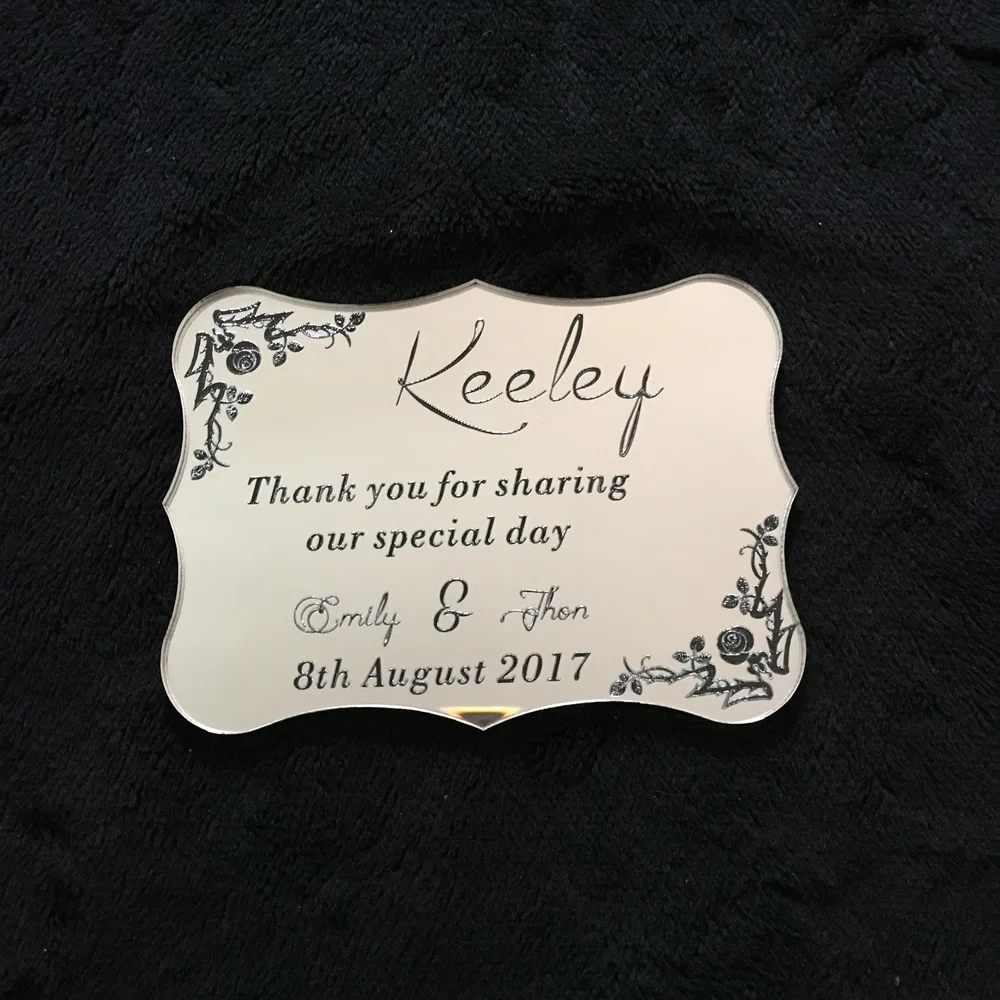 Keeley
Thank you for sharing
our special day
Emily & Jhon
8th August 2017